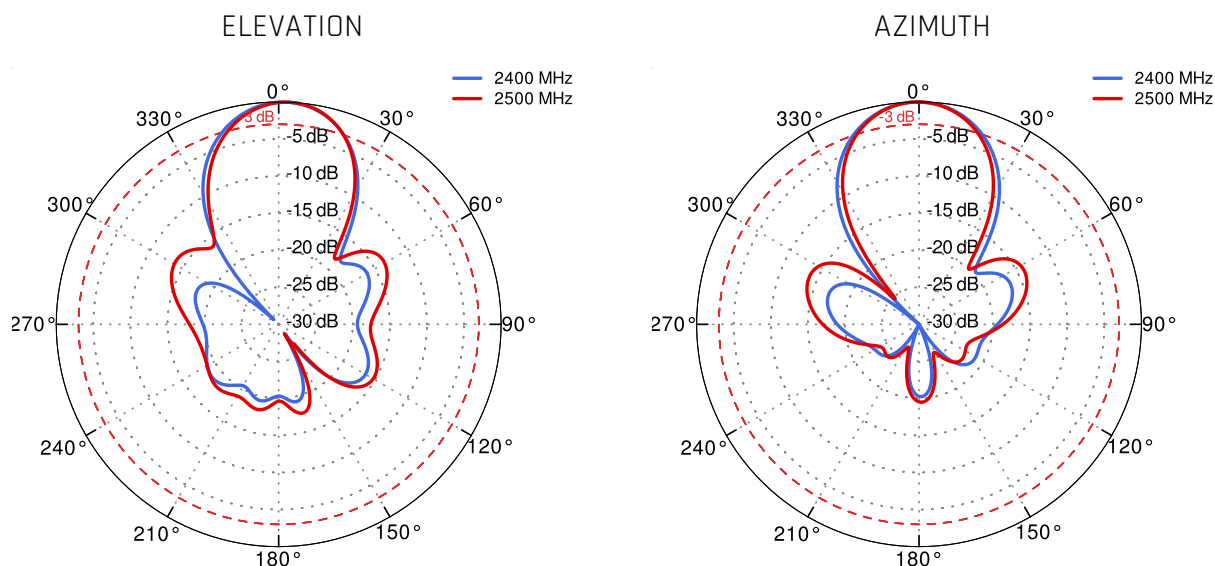 ELEVATION
2400 MHz
2500 MHz
0°
330°
30°
3 dB
-5 dB
-10 dB
300°
60°
-15 dB
-20 dB
-25 dB
270°
-30 dB
90°
240°
120°
210°
150°
180°
AZIMUTH
2400 MHz
2500 MHz
0°
330°
30°
-3 dB
-5 dB
-10 dB
300°
60°
-15 dB
-20 dB
-25 dB
270°
-30 dB
90°
240°
120°
210°
150°
180°